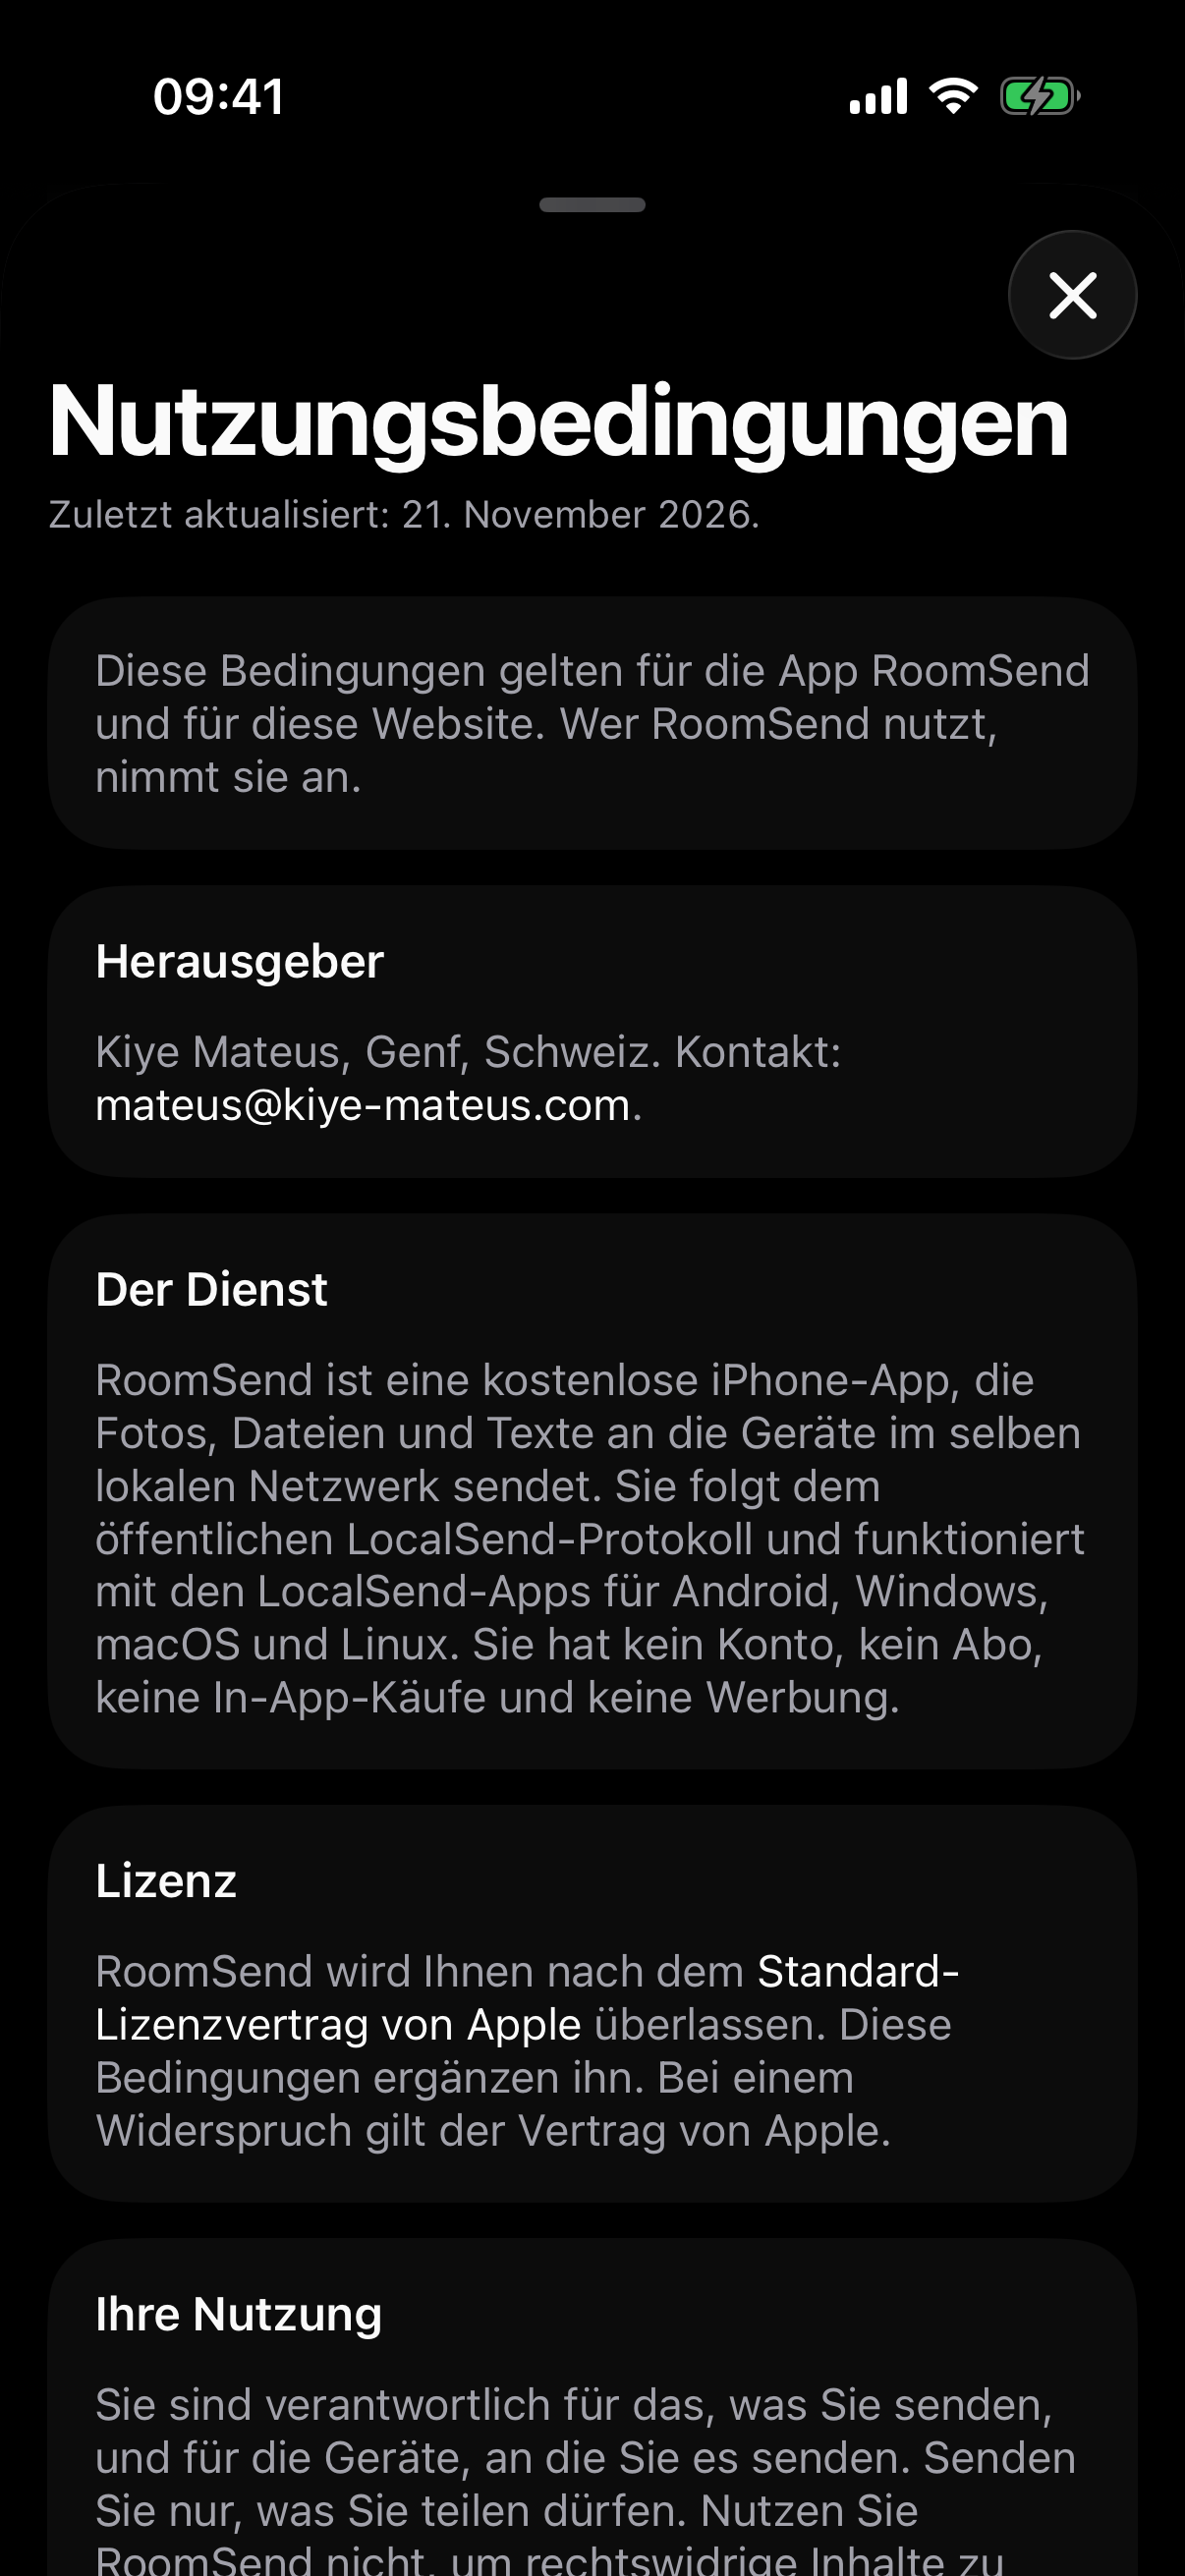 09:41
Nutzungsbedingungen
Zuletzt aktualisiert: 21. November 2026.
Diese Bedingungen gelten für die App RoomSend
und für diese Website. Wer RoomSend nutzt,
nimmt sie an.
Herausgeber
Kiye Mateus, Genf, Schweiz. Kontakt:
mateus@kiye-mateus.com.
Der Dienst
RoomSend ist eine kostenlose iPhone-App, die
Fotos, Dateien und Texte an die Geräte im selben
lokalen Netzwerk sendet. Sie folgt dem
öffentlichen LocalSend-Protokoll und funktioniert
mit den LocalSend-Apps für Android, Windows,
macOS und Linux. Sie hat kein Konto, kein Abo,
keine In-App-Käufe und keine Werbung.
Lizenz
RoomSend wird Ihnen nach dem Standard-
Lizenzvertrag von Apple überlassen. Diese
Bedingungen ergänzen ihn. Bei einem
Widerspruch gilt der Vertrag von Apple.
Ihre Nutzung
Sie sind verantwortlich für das, was Sie senden,
und für die Geräte, an die Sie es senden. Senden
Sie nur, was Sie teilen dürfen. Nutzen Sie
RoomSend nicht, um rechtswidrige Inhalte zu